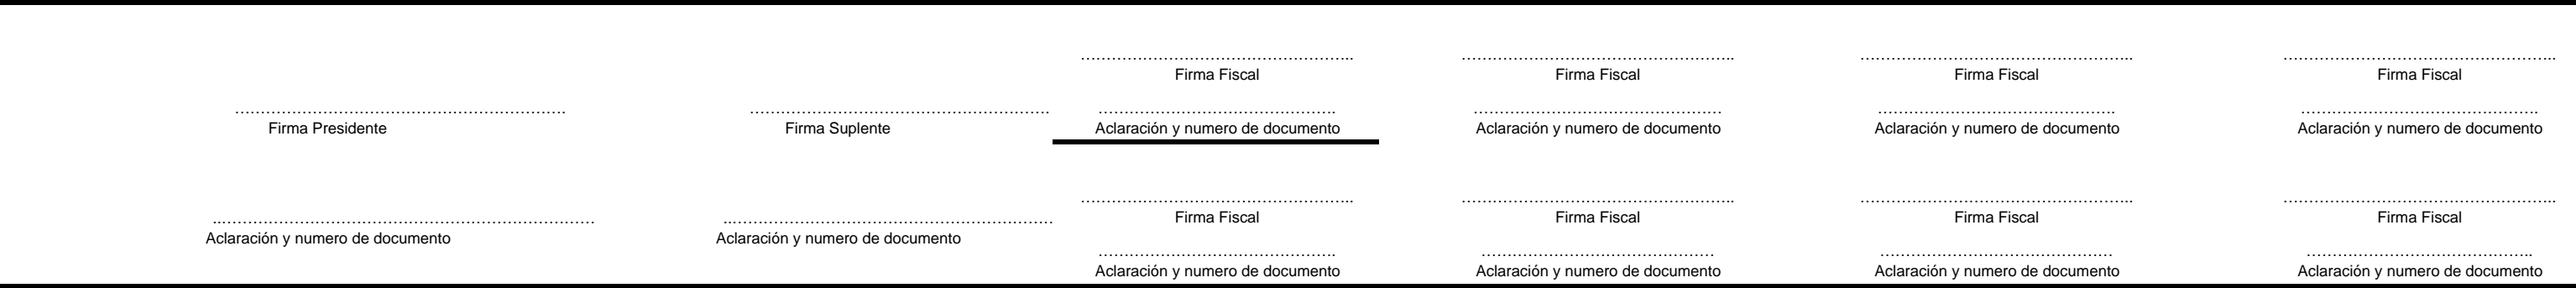 ……………………………………………….. ……………………………………………….. ……………………………………………….. ………………………………………………..
Firma Fiscal Firma Fiscal Firma Fiscal Firma Fiscal
………………………………………………………… …………………………………………………… ………………………………………. ………………………………………… ………………………………………. ……………………………………….
Firma Presidente Firma Suplente Aclaración y numero de documento Aclaración y numero de documento Aclaración y numero de documento Aclaración y numero de documento
……………………………………………….. ……………………………………………….. ……………………………………………….. ………………………………………………..
Firma Fiscal Firma Fiscal Firma Fiscal Firma Fiscal
..………………………………………………………………… ..………………………………………………………
Aclaración y numero de documento Aclaración y numero de documento
………………………………………. ……………………………………… ……………………………………… ……………………………………..
Aclaración y numero de documento Aclaración y numero de documento Aclaración y numero de documento Aclaración y numero de documento